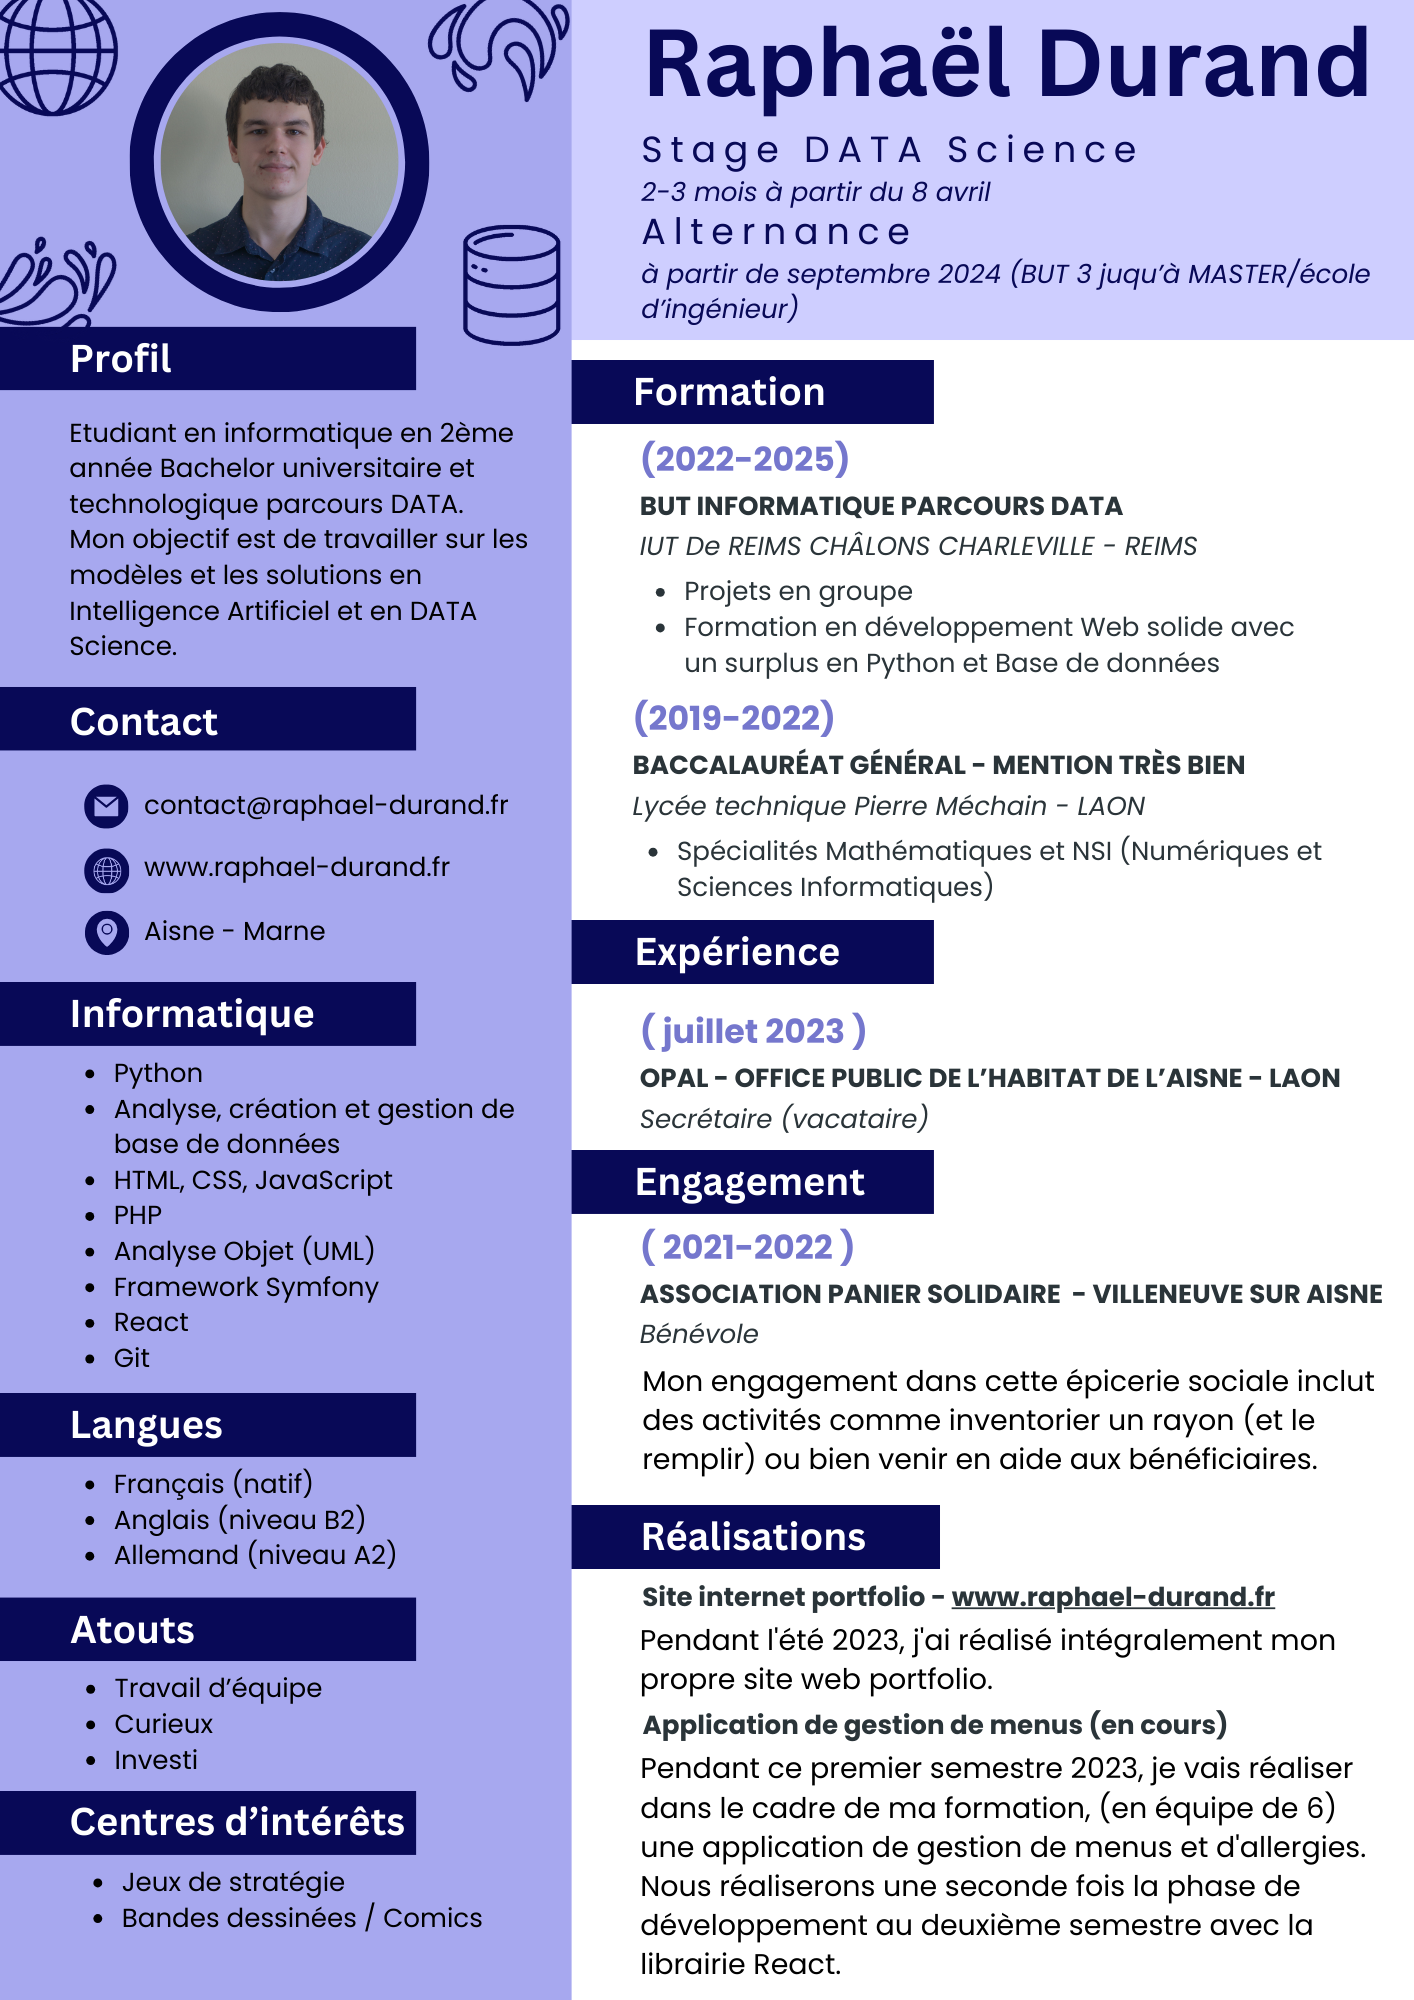 Raphaël Durand
Stage DATA Science
2-3 mois à partir du 8 avril
Alternance
à partir de septembre 2024 (BUT 3 juqu’à MASTER/école
d’ingénieur)
Profil
Etudiant en informatique en 2ème
année Bachelor universitaire et
technologique parcours DATA.
Mon objectif est de travailler sur les
modèles et les solutions en
Intelligence Artificiel et en DATA
Science.
Contact
contact@raphael-durand.fr
www.raphael-durand.fr
Aisne - Marne
Informatique
• Python
• Analyse, création et gestion de
base de données
• HTML, CSS, JavaScript
• PHP
• Analyse Objet (UML)
• Framework Symfony
• React
• Git
Langues
• Français (natif)
• Anglais (niveau B2)
• Allemand (niveau A2)
Atouts
• Travail d’équipe
• Curieux
• Investi
Centres d’intérêts
• Jeux de stratégie
• Bandes dessinées / Comics
Formation
(2022-2025)
BUT INFORMATIQUE PARCOURS DATA
IUT De REIMS CHÂLONS CHARLEVILLE - REIMS
• Projets en groupe
• Formation en développement Web solide avec
un surplus en Python et Base de données
(2019-2022)
BACCALAURÉAT GÉNÉRAL - MENTION TRÈS BIEN
Lycée technique Pierre Méchain - LAON
• Spécialités Mathématiques et NSI (Numériques et
Sciences Informatiques)
Expérience
( juillet 2023 )
OPAL - OFFICE PUBLIC DE L’HABITAT DE L’AISNE - LAON
Secrétaire (vacataire)
Engagement
( 2021-2022 )
ASSOCIATION PANIER SOLIDAIRE - VILLENEUVE SUR AISNE
Bénévole
Mon engagement dans cette épicerie sociale inclut
des activités comme inventorier un rayon (et le
remplir) ou bien venir en aide aux bénéficiaires.
Réalisations
Site internet portfolio - www.raphael-durand.fr
Pendant l'été 2023, j'ai réalisé intégralement mon
propre site web portfolio.
Application de gestion de menus (en cours)
Pendant ce premier semestre 2023, je vais réaliser
dans le cadre de ma formation, (en équipe de 6)
une application de gestion de menus et d'allergies.
Nous réaliserons une seconde fois la phase de
développement au deuxième semestre avec la
librairie React.